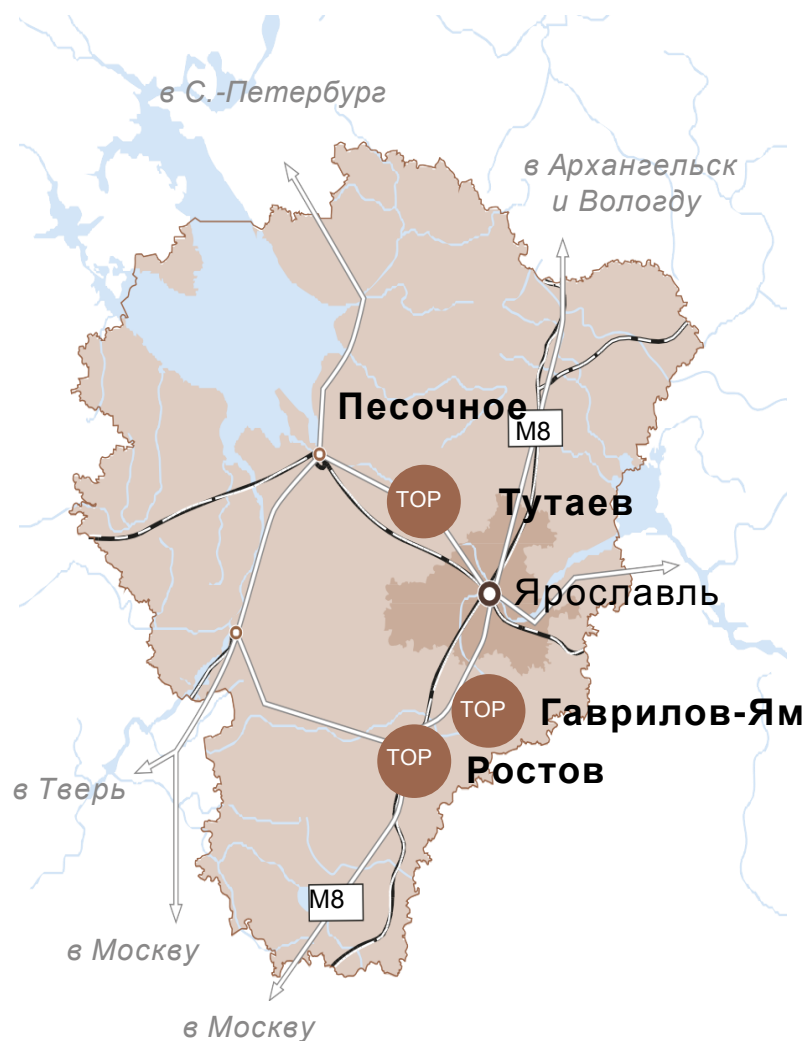 в С.-Петербург
в Архангельск
и Вологду
Песочное
М8
ТОР
Тутаев
Ярославль
ТОР
Гаврилов-Ям
ТОР
Ростов
в Тверь
М8
в Москву
в Москву